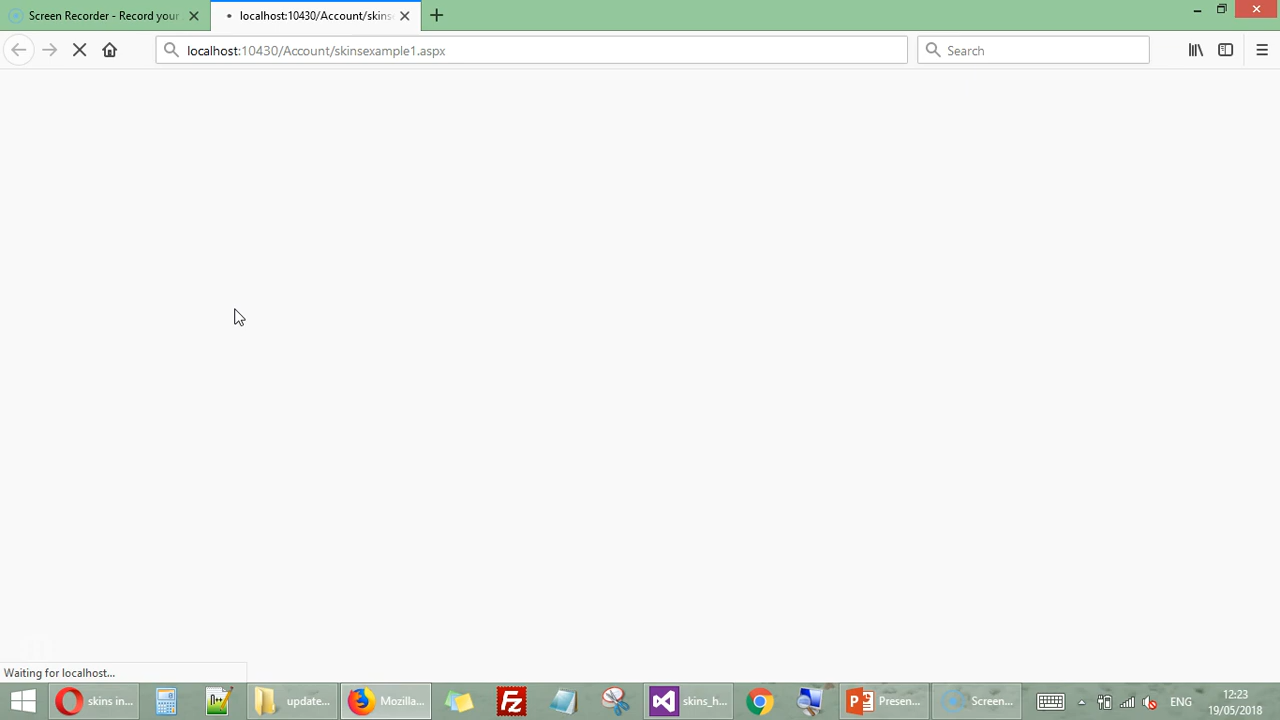 Screen Recorder - Record your
localhost:10430/Account/skins
localhost:10430/Account/skinsexample1.aspx
Search
Waiting for localhost...
skins in...
update...
Mozilla...
skins_h...
Presen...
Screen...
ENG
12:23
19/05/2018